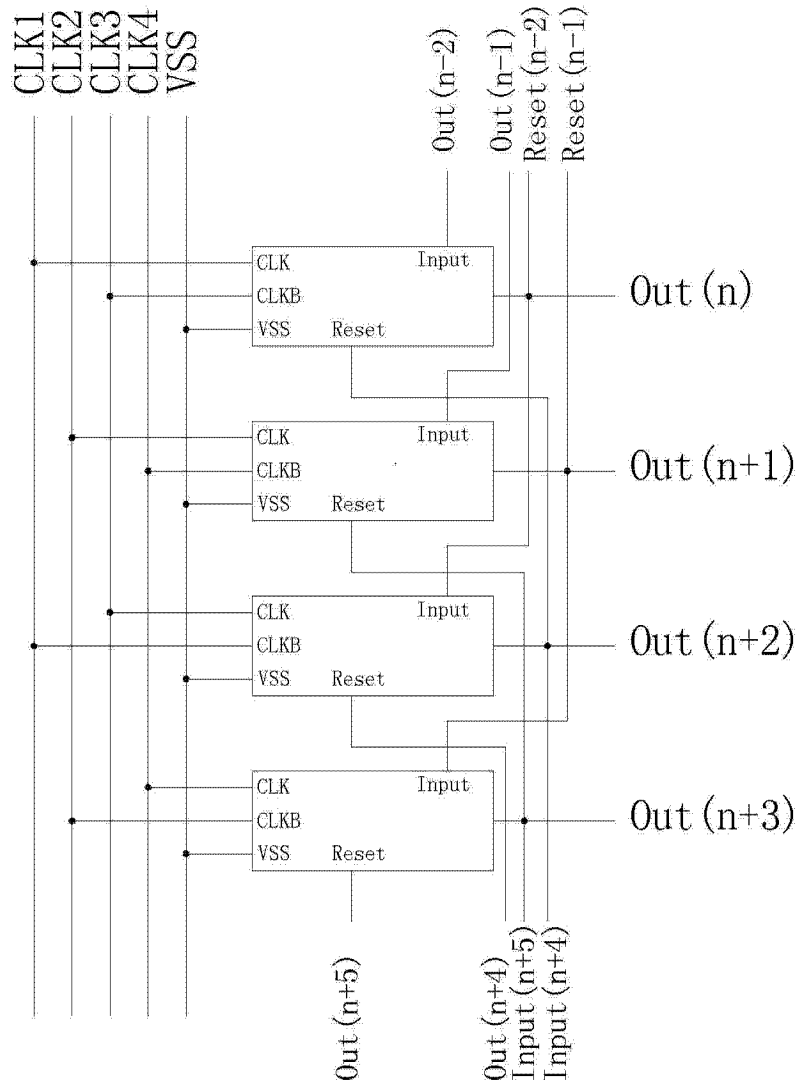 CLK1
CLK2
CLK3
CLK4
VSS
Out(n-2)
Out(n-1)
Reset(n-2)
Reset(n-1)
CLK
Input
CLKB
VSS
Reset
Out(n)
CLK
Input
CLKB
VSS
Reset
Out(n+1)
CLK
Input
CLKB
VSS
Reset
Out(n+2)
CLK
Input
CLKB
VSS
Reset
Out(n+3)
Out(n+5)
Out(n+4)
Input(n+5)
Input(n+4)